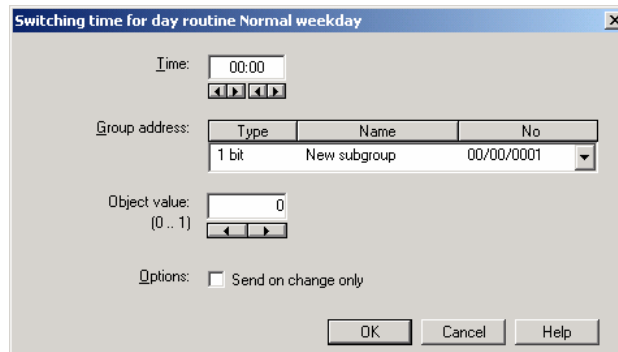 Switching time for day routine Normal weekday
Time: 00:00
Group address: Type Name No
1 bit New subgroup 00/00/0001
Object value: 0
(0 .. 1)
Options: Send on change only
OK Cancel Help